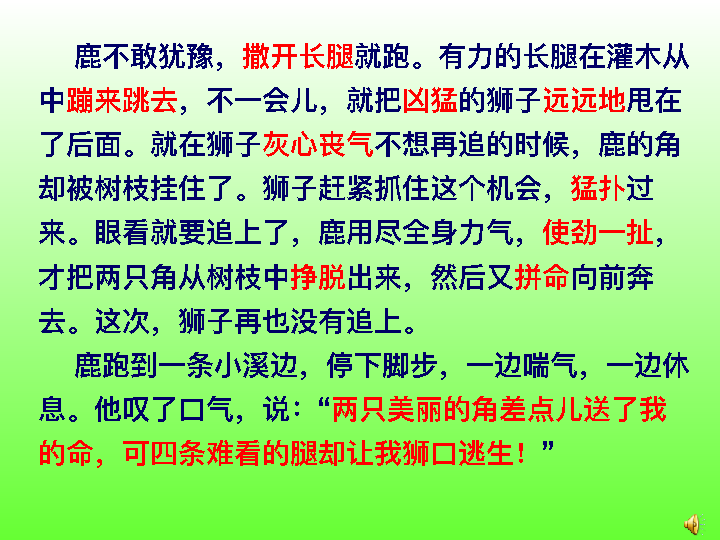 鹿不敢犹豫，撒开长腿就跑。有力的长腿在灌木从
中蹦来跳去，不一会儿，就把凶猛的狮子远远地甩在
了后面。就在狮子灰心丧气不想再追的时候，鹿的角
却被树枝挂住了。狮子赶紧抓住这个机会，猛扑过
来。眼看就要追上了，鹿用尽全身力气，使劲一扯，
才把两只角从树枝中挣脱出来，然后又拼命向前奔
去。这次，狮子再也没有追上。
鹿跑到一条小溪边，停下脚步，一边喘气，一边休
息。他叹了口气，说：“两只美丽的角差点儿送了我
的命，可四条难看的腿却让我狮口逃生！”